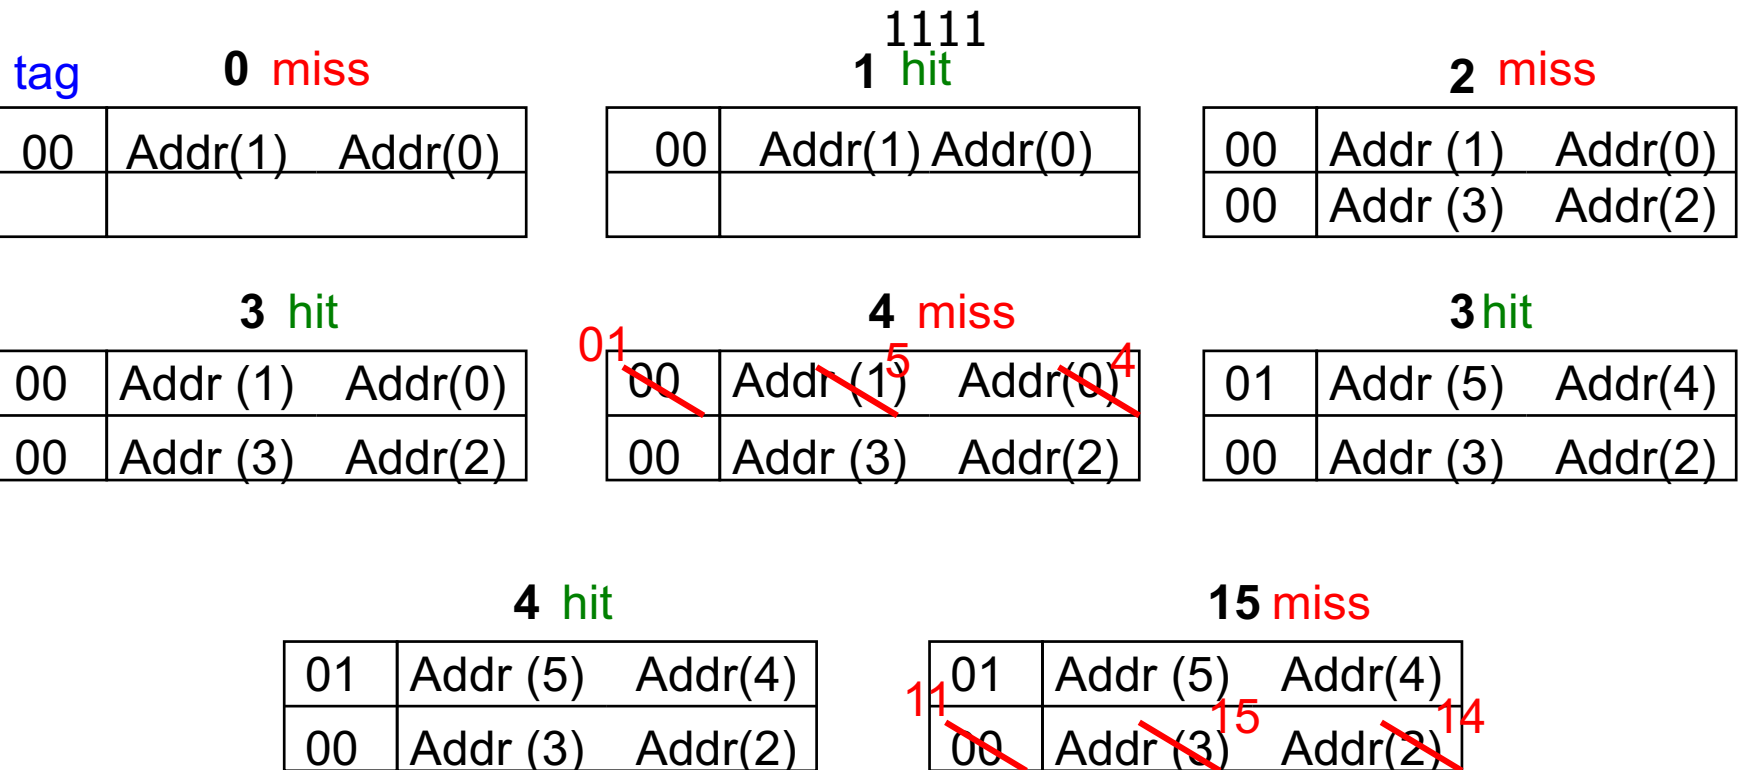 1111
tag 0 miss 1 hit 2 miss
00 Addr(1) Addr(0) 00 Addr(1) Addr(0) 00 Addr (1) Addr(0)
00 Addr (3) Addr(2)
3 hit 4 miss 3 hit
01 5 4
00 Addr (1) Addr(0) 00 Addr (1) Addr(0) 01 Addr (5) Addr(4)
00 Addr (3) Addr(2) 00 Addr (3) Addr(2) 00 Addr (3) Addr(2)
4 hit 15 miss
01 Addr (5) Addr(4) 01 Addr (5) Addr(4)
11 15 14
00 Addr (3) Addr(2) 00 Addr (3) Addr(2)